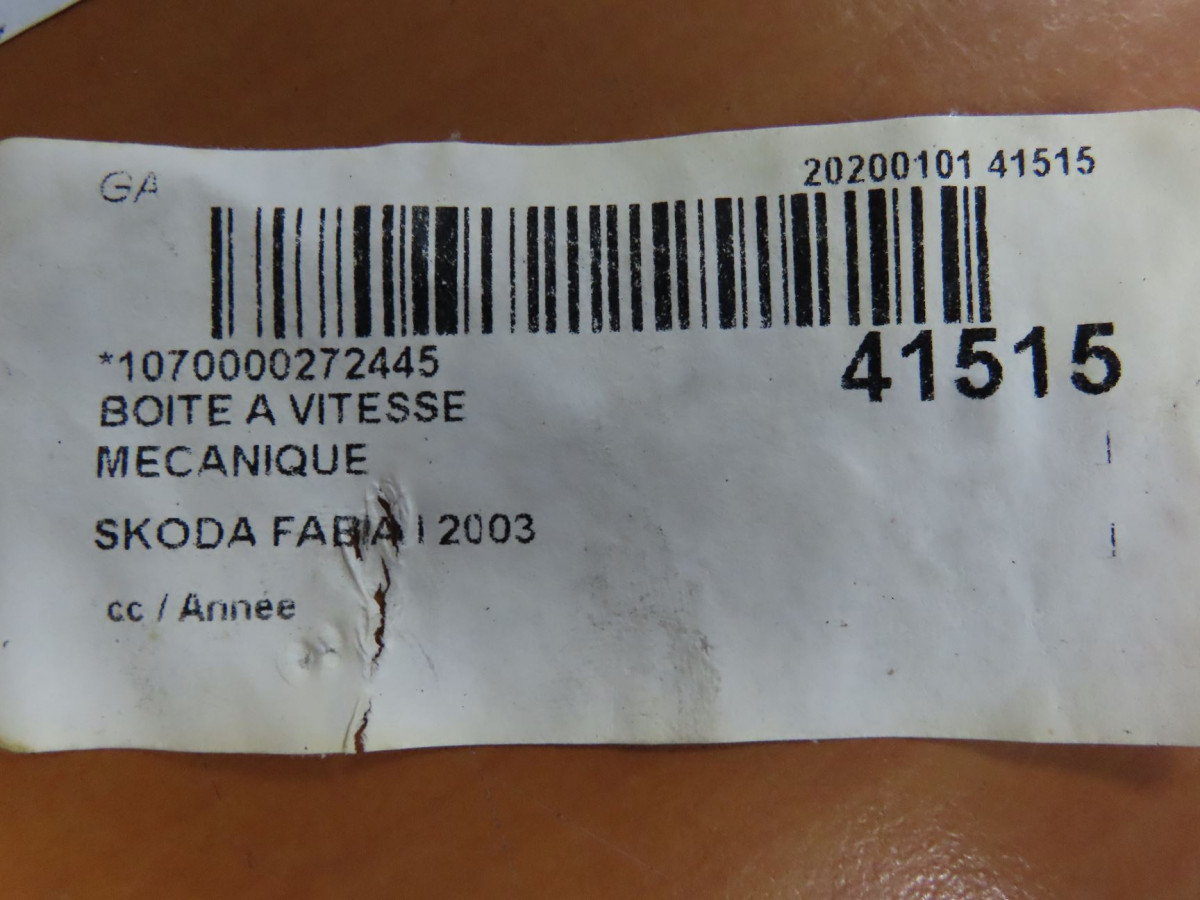 GA
20200101 41515
*1070000272445
41515
BOITE A VITESSE
MECANIQUE
SKODA FABIA I 2003
cc / Année